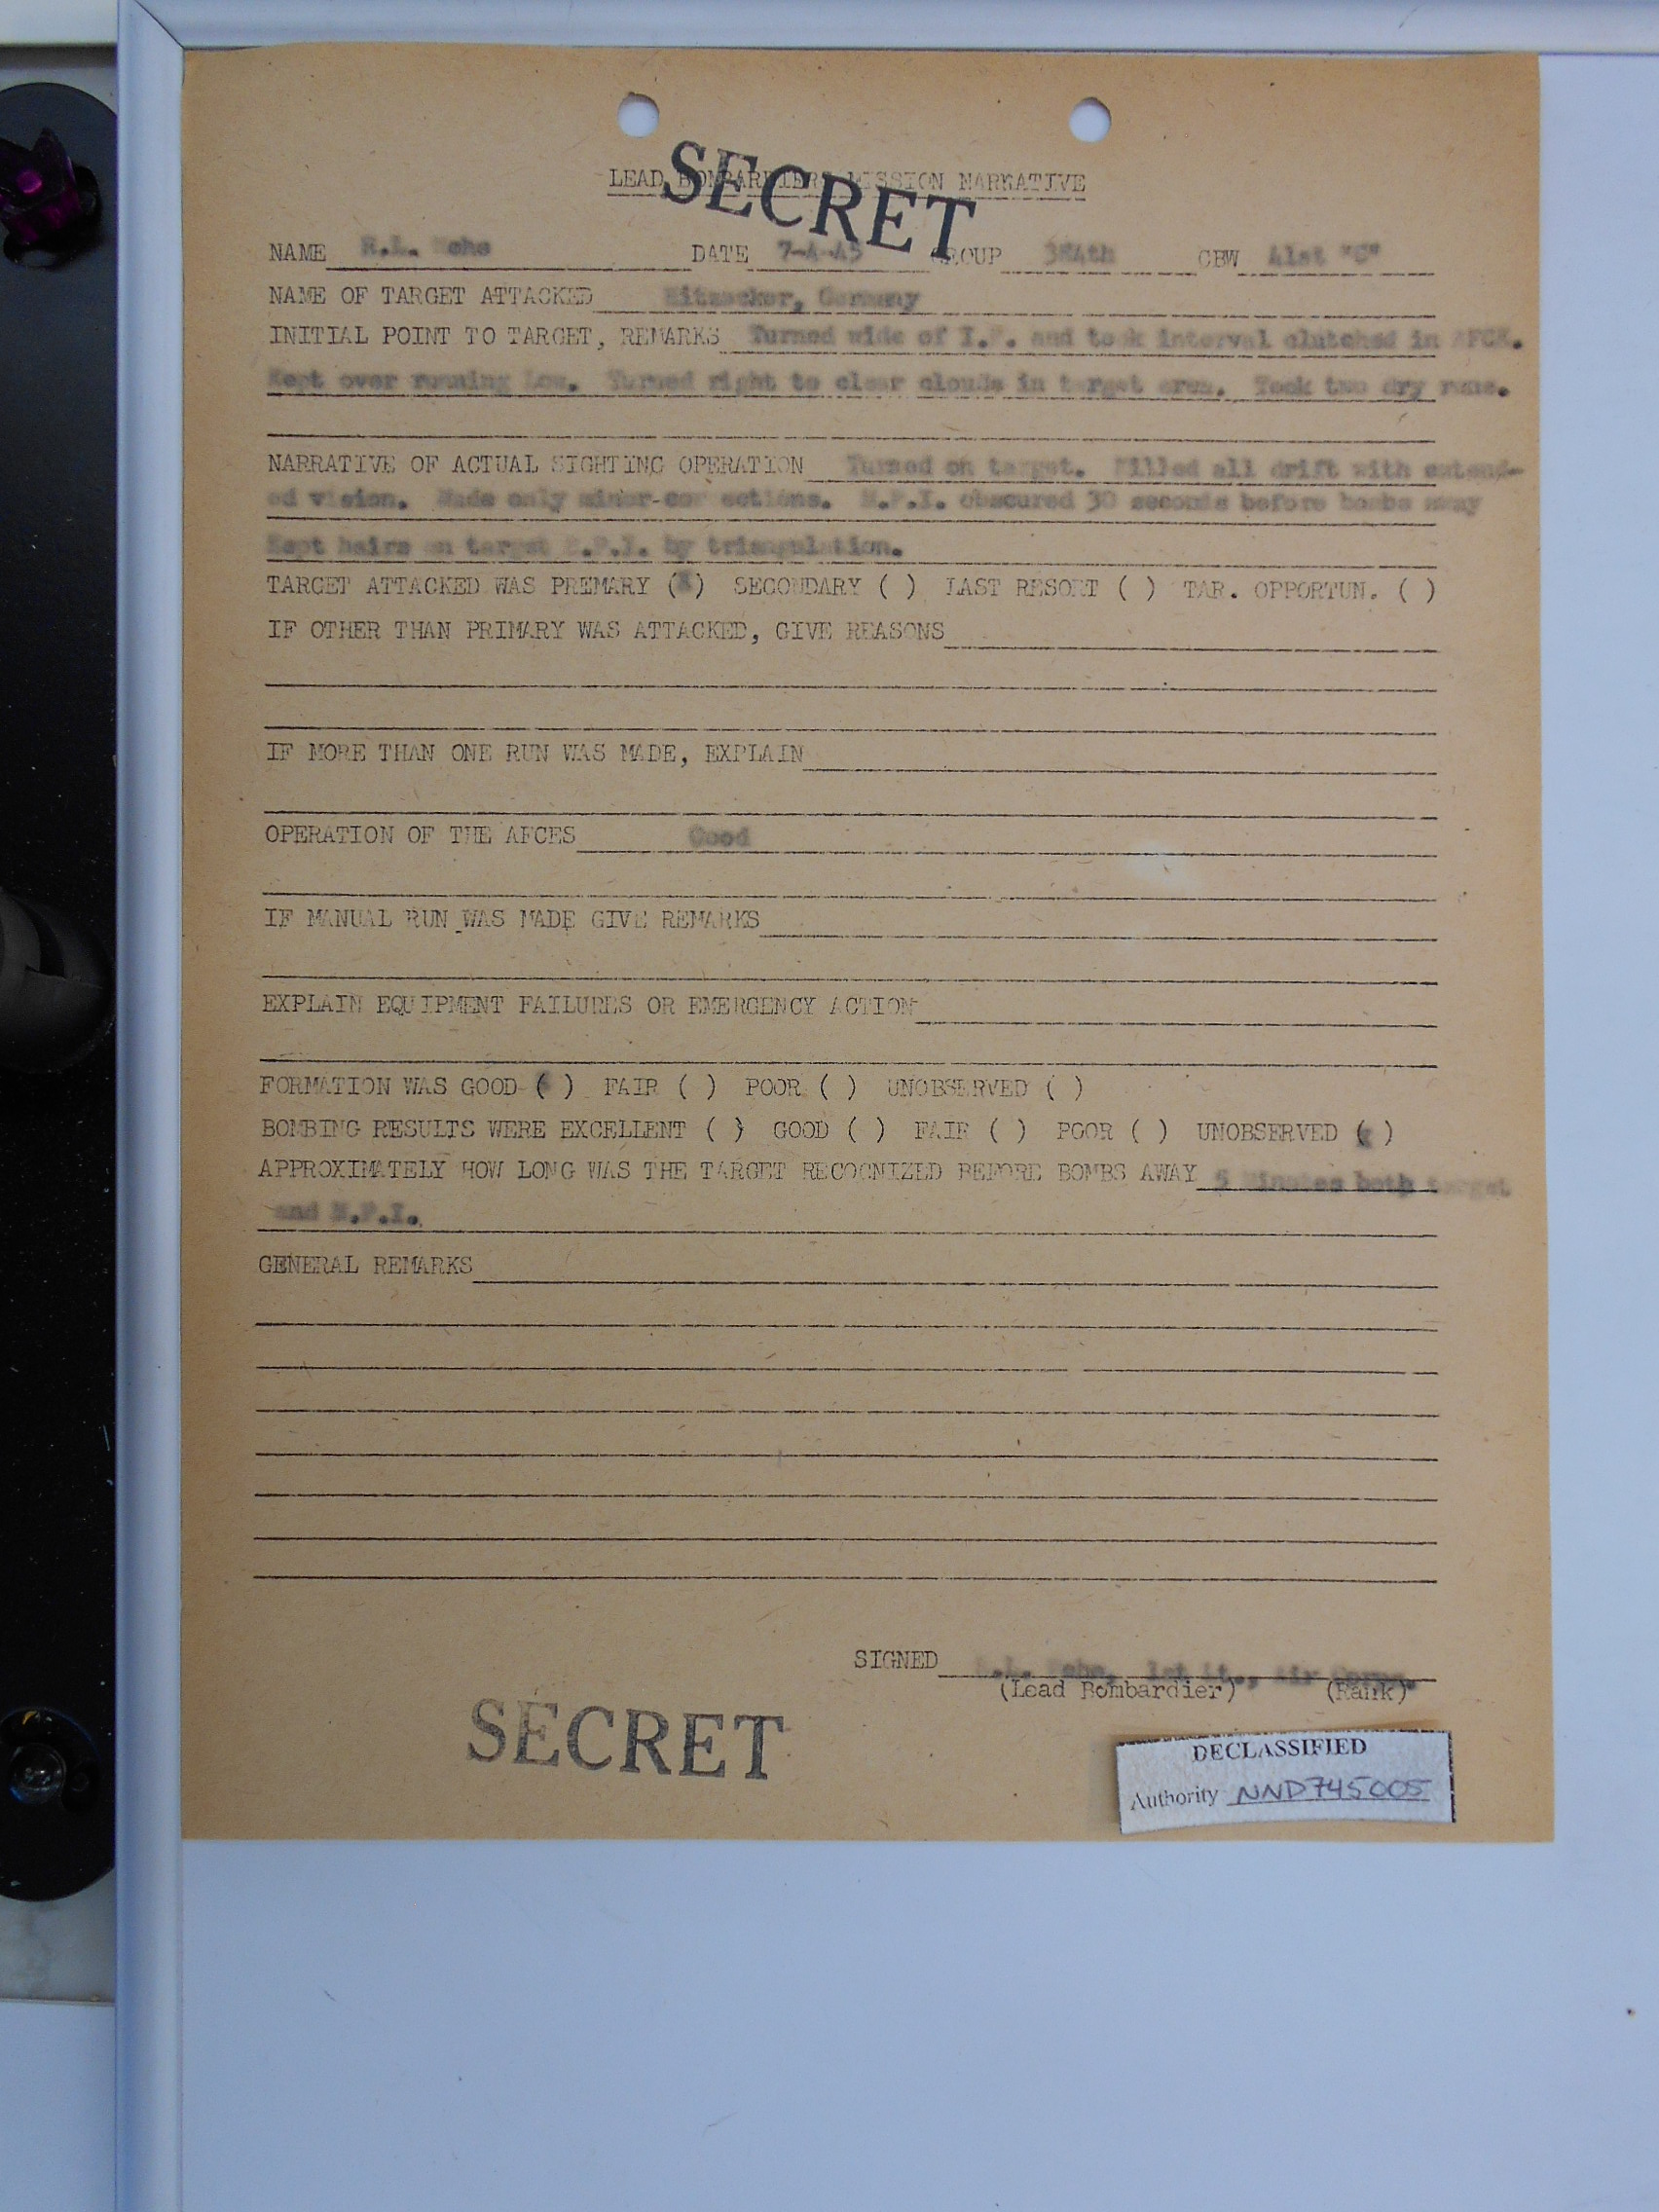 SECRET
LEAD BOMBARDIERS MISSION NARRATIVE
NAME R.L. DATE 7-4-45 GROUP 384th CBW 41st "C"
NAME OF TARGET ATTACKED Hitzacker, Germany
INITIAL POINT TO TARGET, REMARKS Turned wide of I.P. and took interval clutched in AFCE.
Kept over running Low. Turned right to clear clouds in target area. Took two dry runs.
NARRATIVE OF ACTUAL SIGHTING OPERATION Turned on target. Killed all drift with extend-
ed vision. Made only minor corrections. M.P.I. obscured 30 seconds before bombs away
Kept hairs on target M.P.I. by triangulation.
TARGET ATTACKED WAS PREMARY (X) SECONDARY ( ) LAST RESORT ( ) TAR. OPPORTUN. ( )
IF OTHER THAN PRIMARY WAS ATTACKED, GIVE REASONS
IF MORE THAN ONE RUN WAS MADE, EXPLAIN
OPERATION OF THE AFCES Good
IF MANUAL RUN WAS MADE GIVE REMARKS
EXPLAIN EQUIPMENT FAILURES OR EMERGENCY ACTION
FORMATION WAS GOOD (X) FAIR ( ) POOR ( ) UNOBSERVED ( )
BOMBING RESULTS WERE EXCELLENT ( ) GOOD ( ) FAIR ( ) POOR ( ) UNOBSERVED (X)
APPROXIMATELY HOW LONG WAS THE TARGET RECOGNIZED BEFORE BOMBS AWAY 5 Minutes both target
and M.P.I.
GENERAL REMARKS
SIGNED R.L. 1st Lt., Air Corps.
(Lead Bombardier) (Rank)
SECRET
DECLASSIFIED
Authority NND745005